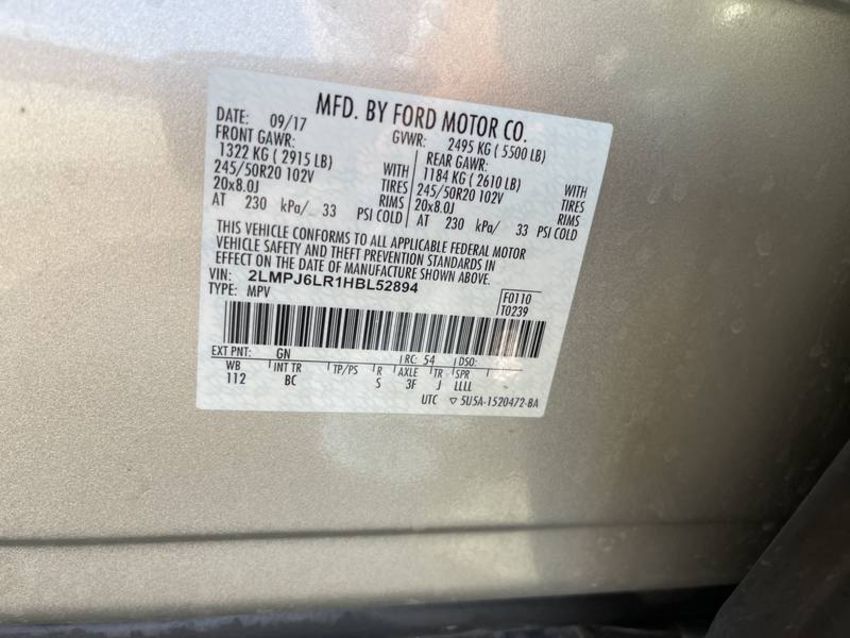 MFD. BY FORD MOTOR CO.
DATE: 09/17 GVWR: 2495 KG ( 5500 LB)
FRONT GAWR: REAR GAWR:
1322 KG ( 2915 LB) 1184 KG ( 2610 LB)
245/50R20 102V WITH TIRES 245/50R20 102V WITH TIRES
20x8.0J RIMS 20x8.0J RIMS
AT 230 kPa/ 33 PSI COLD AT 230 kPa/ 33 PSI COLD
THIS VEHICLE CONFORMS TO ALL APPLICABLE FEDERAL MOTOR
VEHICLE SAFETY AND THEFT PREVENTION STANDARDS IN
EFFECT ON THE DATE OF MANUFACTURE SHOWN ABOVE.
VIN: 2LMPJ6LR1HBL52894
TYPE: MPV F0110
T0239
EXT PNT: GN RC: 54 DSO:
WB INT TR TP/PS R AXLE TR SPR
112 BC S 3F J LLLL
UTC ▽ 5U5A-1520472-BA